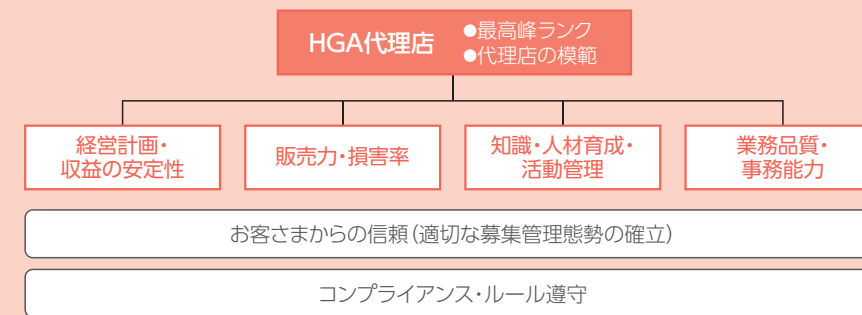 HGA代理店
●最高峰ランク
●代理店の模範
経営計画・
収益の安定性
販売力・損害率
知識・人材育成・
活動管理
業務品質・
事務能力
お客さまからの信頼(適切な募集管理態勢の確立)
コンプライアンス・ルール遵守